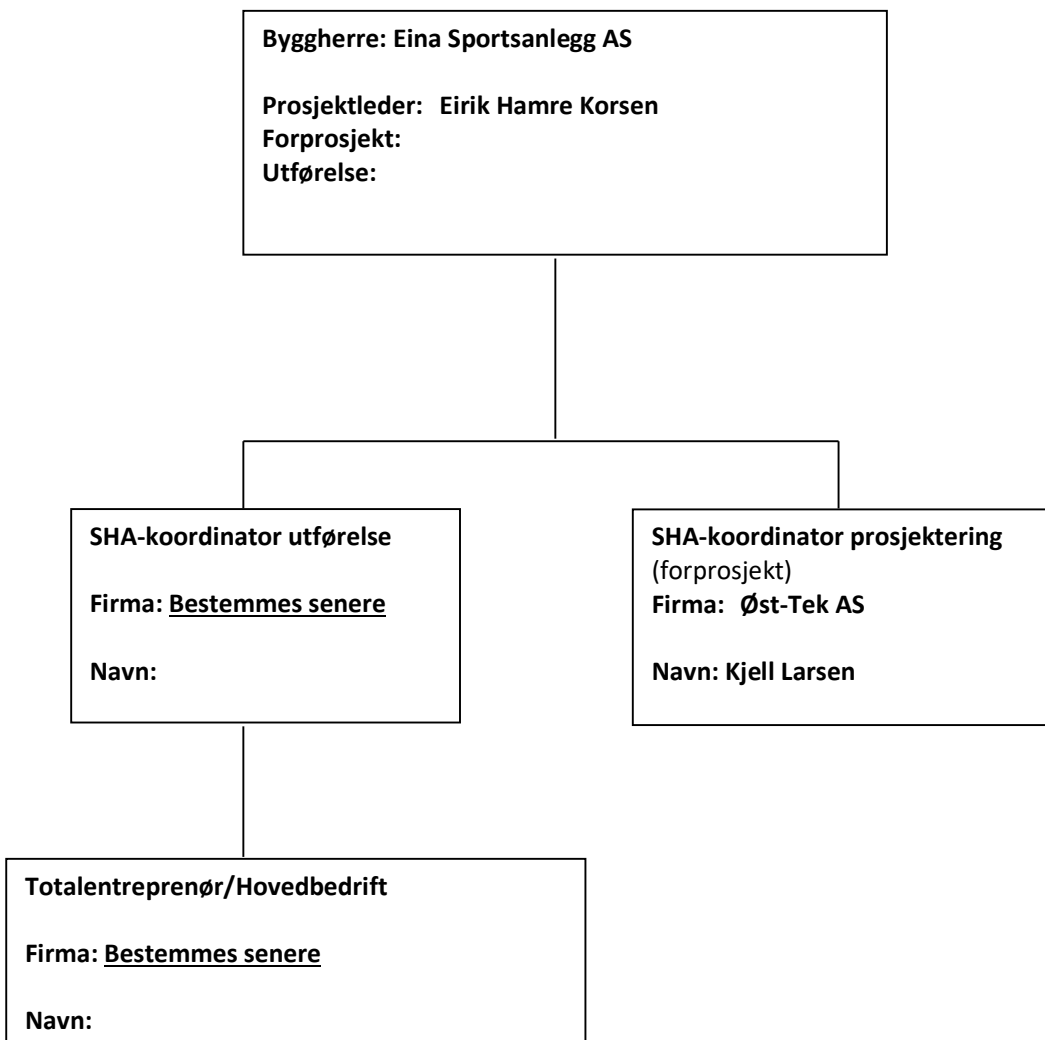 Byggherre: Eina Sportsanlegg AS
Prosjektleder: Eirik Hamre Korsen
Forprosjekt:
Utførelse:
SHA-koordinator utførelse
Firma: Bestemmes senere
Navn:
SHA-koordinator prosjektering
(forprosjekt)
Firma: Øst-Tek AS
Navn: Kjell Larsen
Totalentreprenør/Hovedbedrift
Firma: Bestemmes senere
Navn: